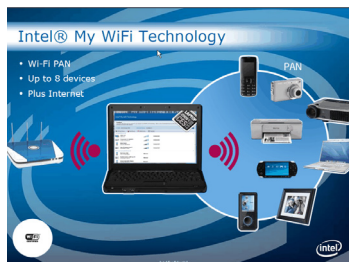 Intel® My WiFi Technology
• Wi-Fi PAN
• Up to 8 devices
• Plus Internet
PAN
intel